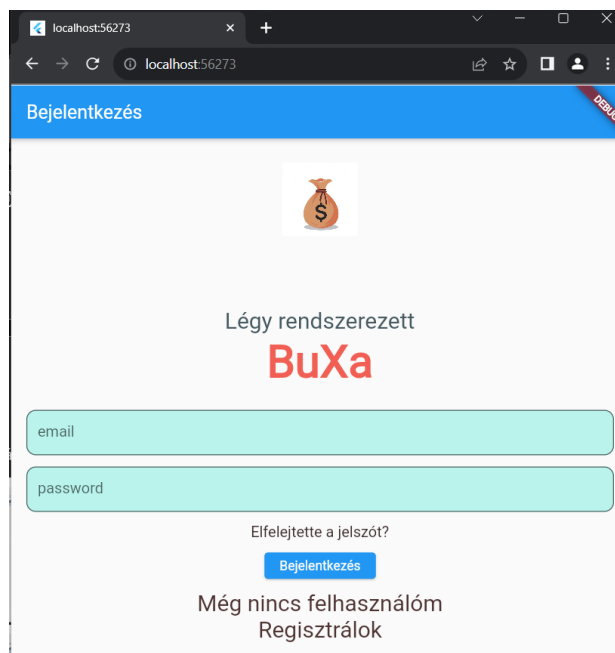 localhost:56273
localhost:56273
Bejelentkezés
DEBUG
$
Légy rendszerezett
BuXa
email
password
Elfelejtette a jelszót?
Bejelentkezés
Még nincs felhasználóm
Regisztrálok